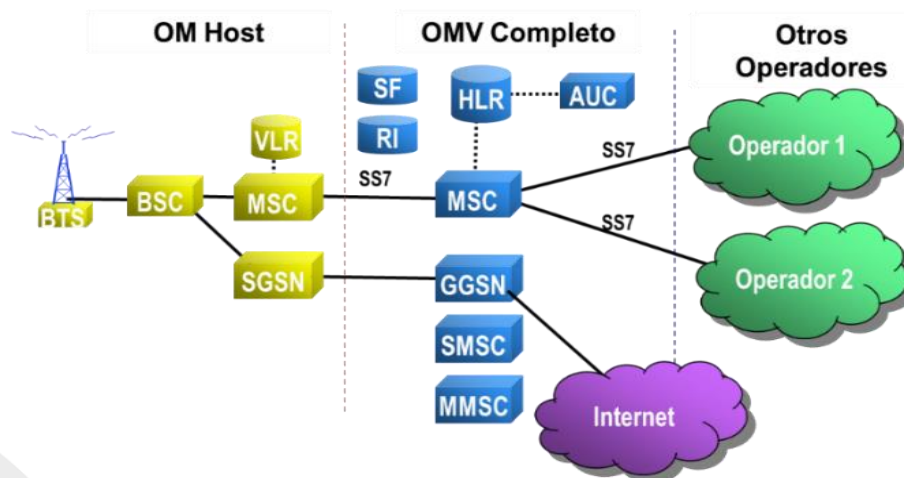 OM Host
OMV Completo
Otros
Operadores
SF
HLR
AUC
RI
VLR
BTS
BSC
MSC
SS7
MSC
SS7
SS7
Operador 1
Operador 2
SGSN
GGSN
SMSC
MMSC
Internet